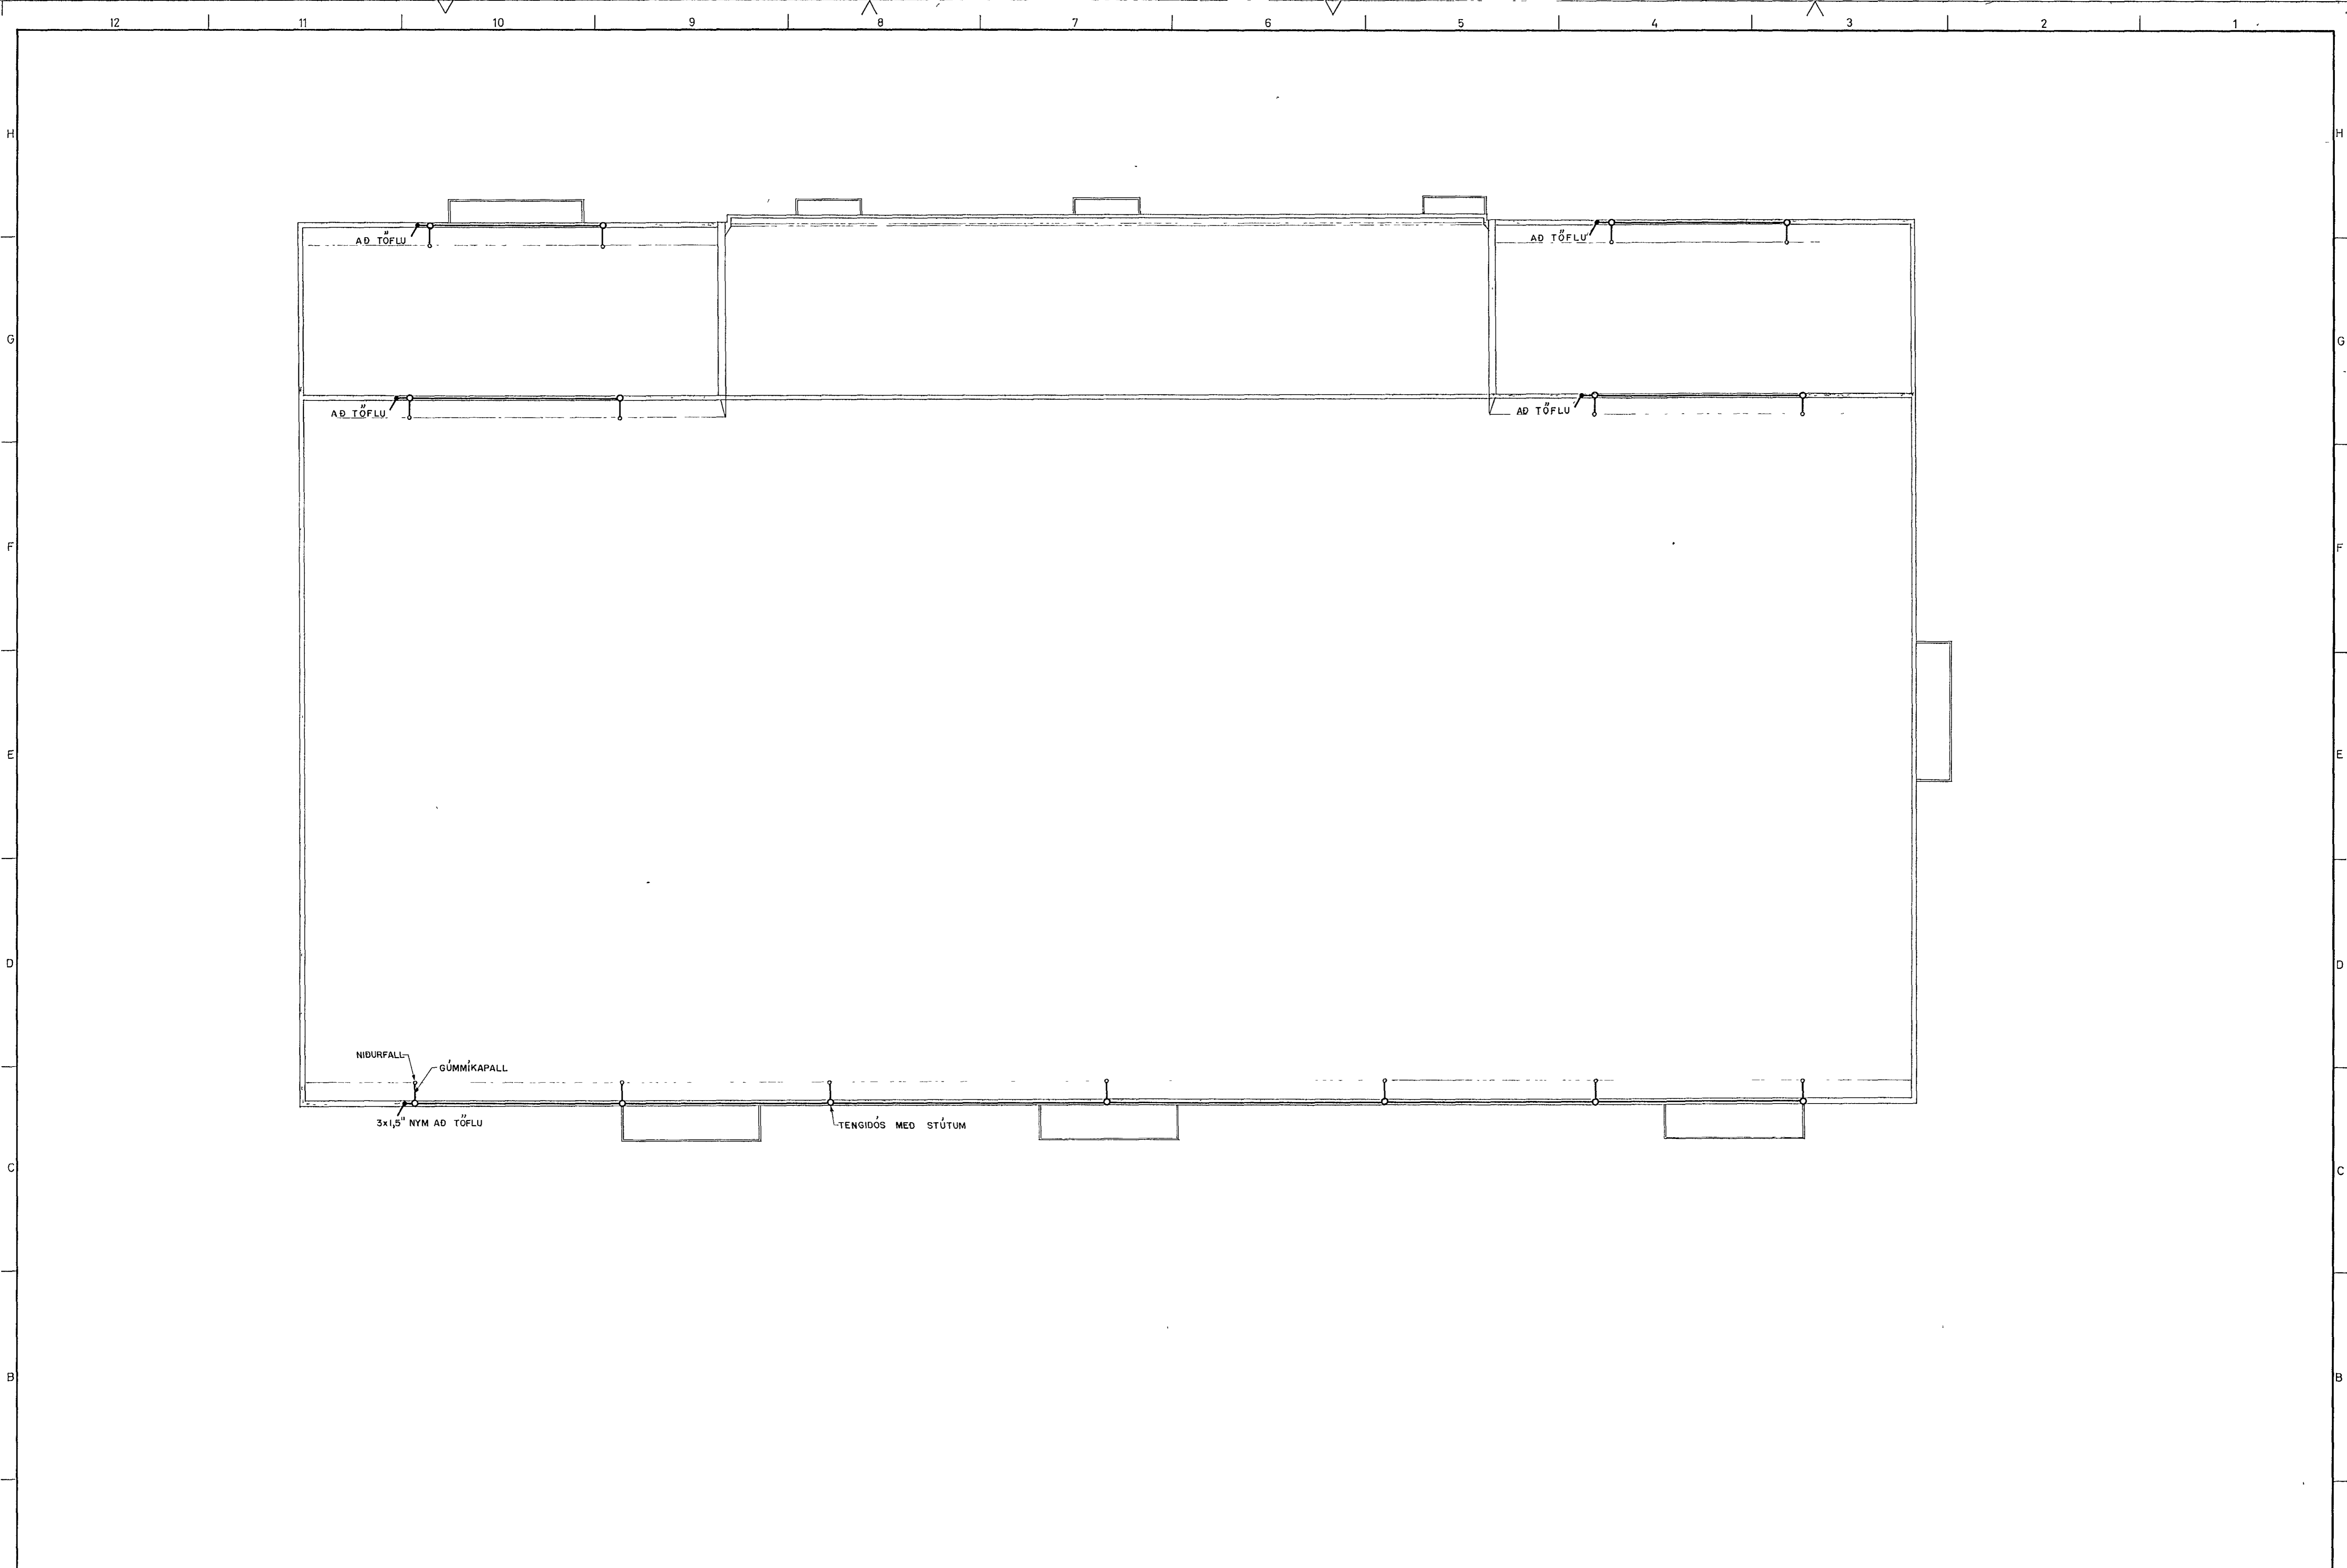 12 11 10 9 8 7 6 5 4 3 2 1
H H
AÐ TÖFLU AÐ TÖFLU
G G
AÐ TÖFLU AÐ TÖFLU
F F
E E
D D
NIÐURFALL
GÚMMÍKAPALL
3x1,5" NYM AÐ TÖFLU
TENGIDÓS MEÐ STÚTUM
C C
B B